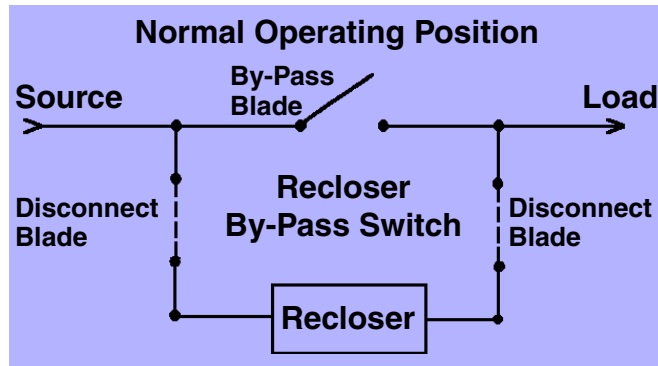 Normal Operating Position
By-Pass
Blade
Source
Load
Recloser
By-Pass Switch
Disconnect
Blade
Disconnect
Blade
Recloser